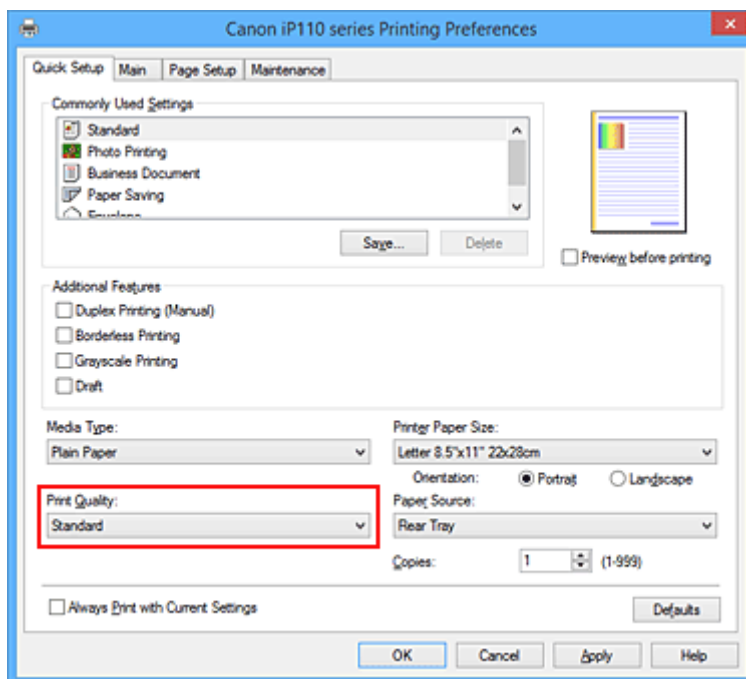 Canon iP110 series Printing Preferences
Quick Setup Main Page Setup Maintenance
Commonly Used Settings
Standard
Photo Printing
Business Document
Paper Saving
Envelope
Save... Delete
Preview before printing
Additional Features
Duplex Printing (Manual)
Borderless Printing
Grayscale Printing
Draft
Media Type: Printer Paper Size:
Plain Paper Letter 8.5"x11" 22x28cm
Orientation: Portrait Landscape
Print Quality: Paper Source:
Standard Rear Tray
Copies: 1 (1-999)
Always Print with Current Settings Defaults
OK Cancel Apply Help